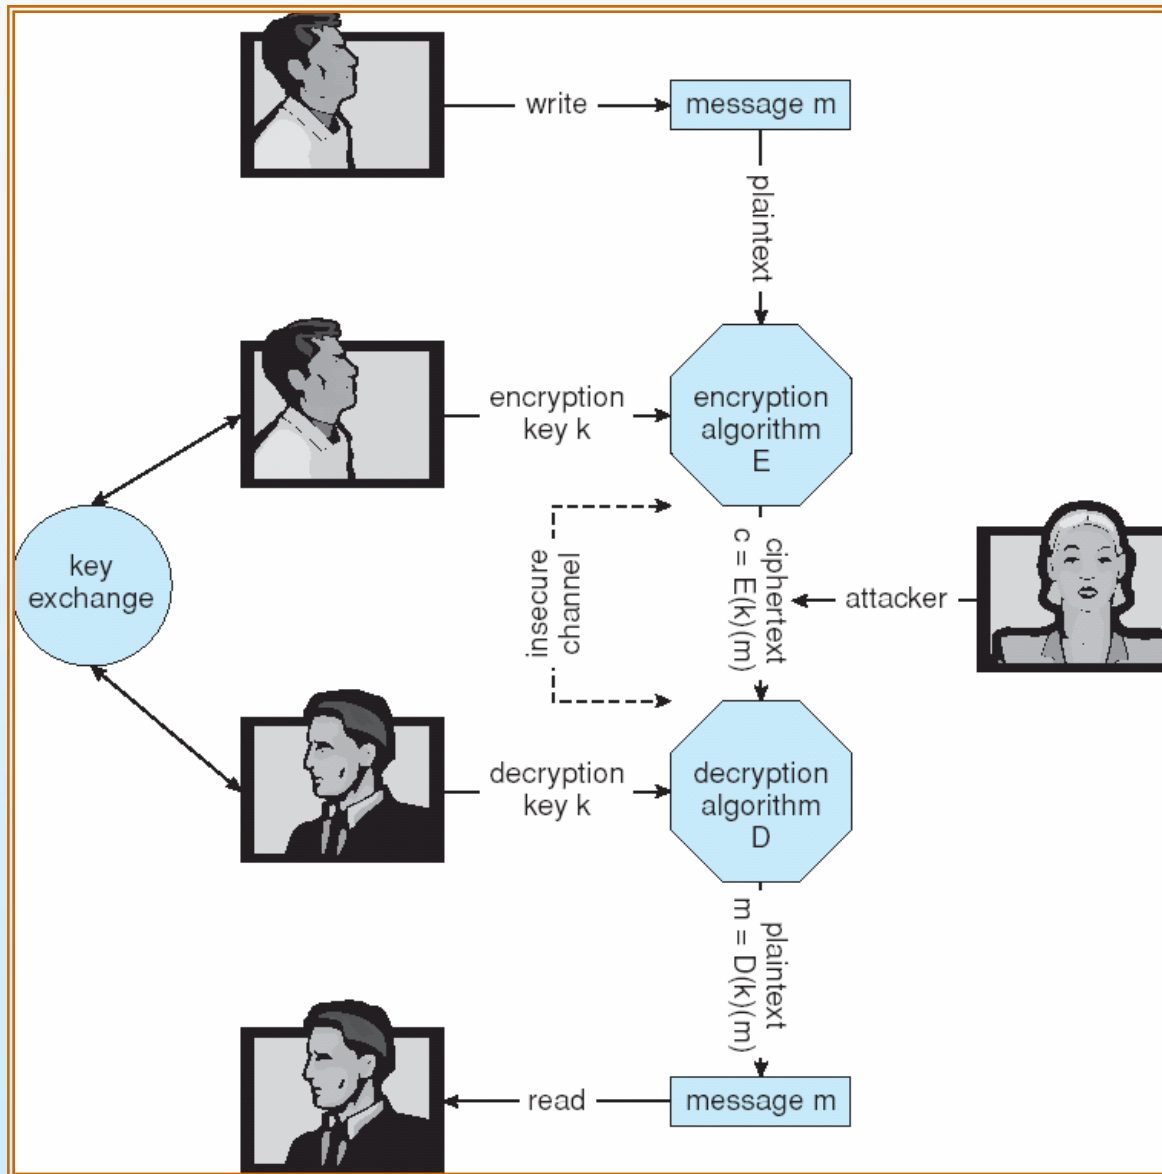 write
message m
plaintext
encryption
key k
encryption
algorithm
E
key
exchange
insecure
channel
ciphertext
c = E(k)(m)
attacker
decryption
key k
decryption
algorithm
D
plaintext
m = D(k)(m)
read
message m